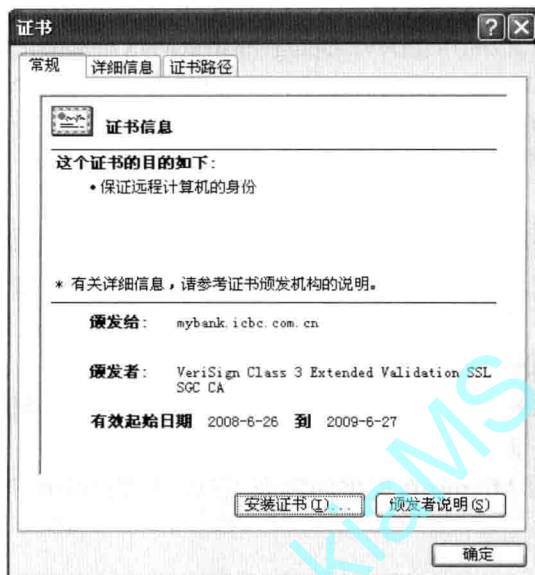 证书
常规 详细信息 证书路径
证书信息
这个证书的目的如下:
•保证远程计算机的身份
* 有关详细信息，请参考证书颁发机构的说明。
颁发给: mybank.icbc.com.cn
颁发者: VeriSign Class 3 Extended Validation SSL
SGC CA
有效起始日期 2008-6-26 到 2009-6-27
安装证书(I)... 颁发者说明(S)
确定
kiaMS